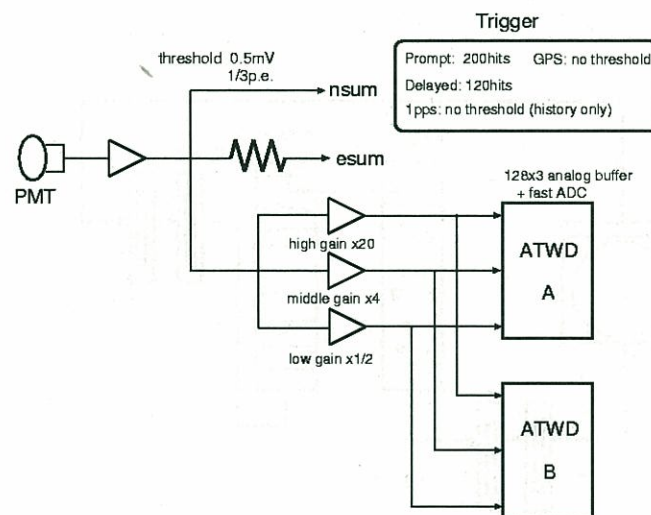 Trigger
threshold 0.5mV
1/3p.e.
Prompt: 200hits GPS: no threshold
Delayed: 120hits
1pps: no threshold (history only)
nsum
esum
PMT
128x3 analog buffer
+ fast ADC
high gain x20
ATWD
A
middle gain x4
low gain x1/2
ATWD
B